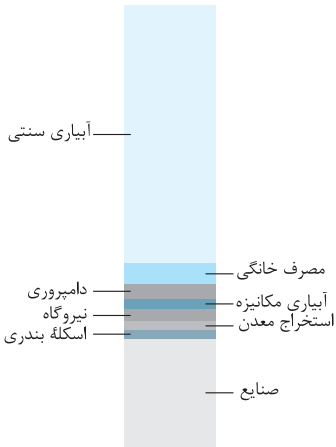 آبیاری سنتی
مصرف خانگی
دامپروری
آبیاری مکانیزه
نیروگاه
استخراج معدن
اسکلهٔ بندری
صنایع